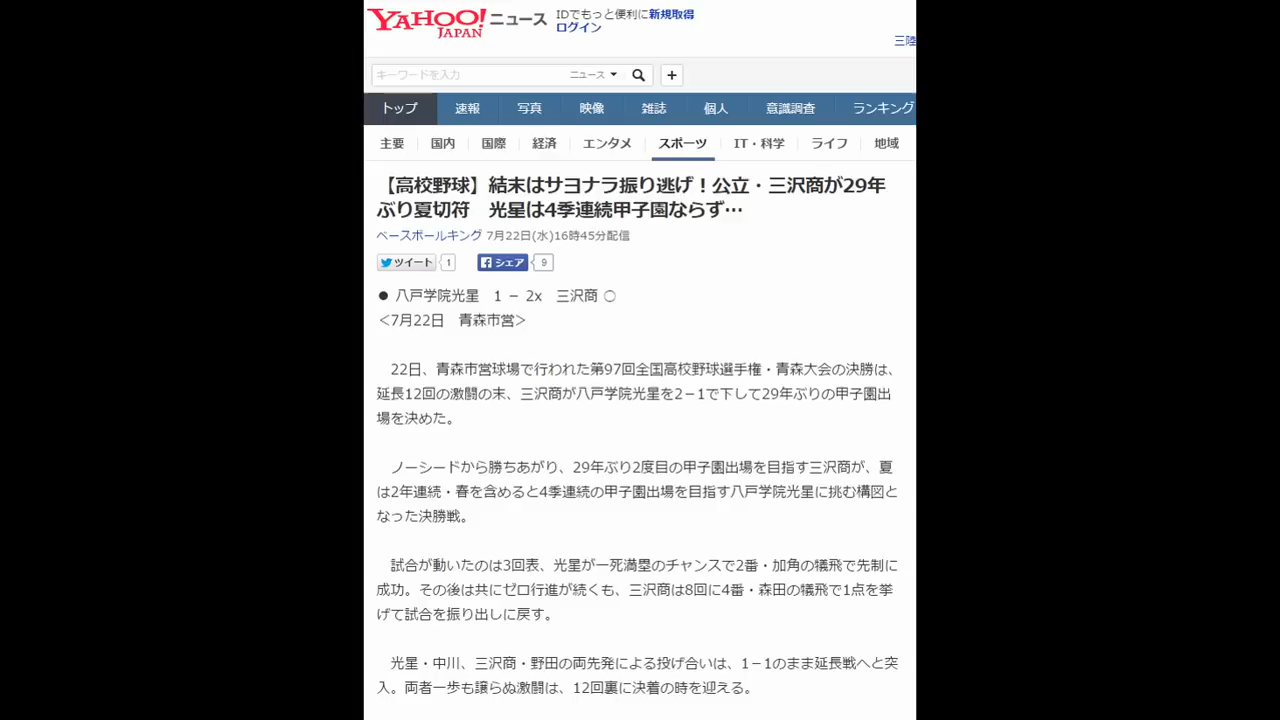 YAHOO! JAPAN ニュース
IDでもっと便利に新規取得
ログイン
三陸
キーワードを入力 ニュース
トップ 速報 写真 映像 雑誌 個人 意識調査 ランキング
主要 国内 国際 経済 エンタメ スポーツ IT・科学 ライフ 地域
【高校野球】結末はサヨナラ振り逃げ！公立・三沢商が29年
ぶり夏切符　光星は4季連続甲子園ならず…
ベースボールキング 7月22日(水)16時45分配信
ツイート 1 シェア 9
● 八戸学院光星　1 − 2x　三沢商 ○
＜7月22日　青森市営＞
22日、青森市営球場で行われた第97回全国高校野球選手権・青森大会の決勝は、
延長12回の激闘の末、三沢商が八戸学院光星を2－1で下して29年ぶりの甲子園出
場を決めた。
ノーシードから勝ちあがり、29年ぶり2度目の甲子園出場を目指す三沢商が、夏
は2年連続・春を含めると4季連続の甲子園出場を目指す八戸学院光星に挑む構図と
なった決勝戦。
試合が動いたのは3回表、光星が一死満塁のチャンスで2番・加角の犠飛で先制に
成功。その後は共にゼロ行進が続くも、三沢商は8回に4番・森田の犠飛で1点を挙
げて試合を振り出しに戻す。
光星・中川、三沢商・野田の両先発による投げ合いは、1－1のまま延長戦へと突
入。両者一歩も譲らぬ激闘は、12回裏に決着の時を迎える。